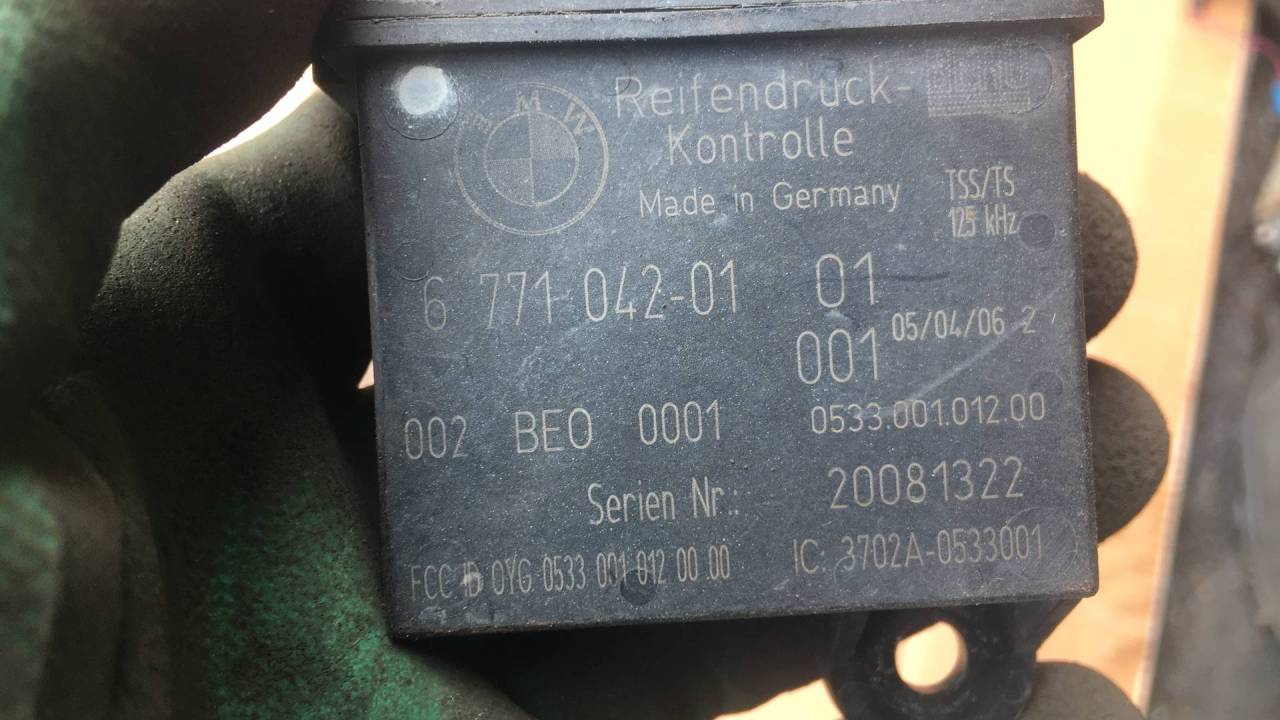 BMW
Reifendruck-
Kontrolle
Made in Germany
TSS/TS
125 kHz
6 771 042-01 01
001 05/04/06 2
002 BE0 0001 0533.001.012.00
Serien Nr.: 20081322
FCC ID OYG 0533 001 012 00.00 IC: 3702A-0533001